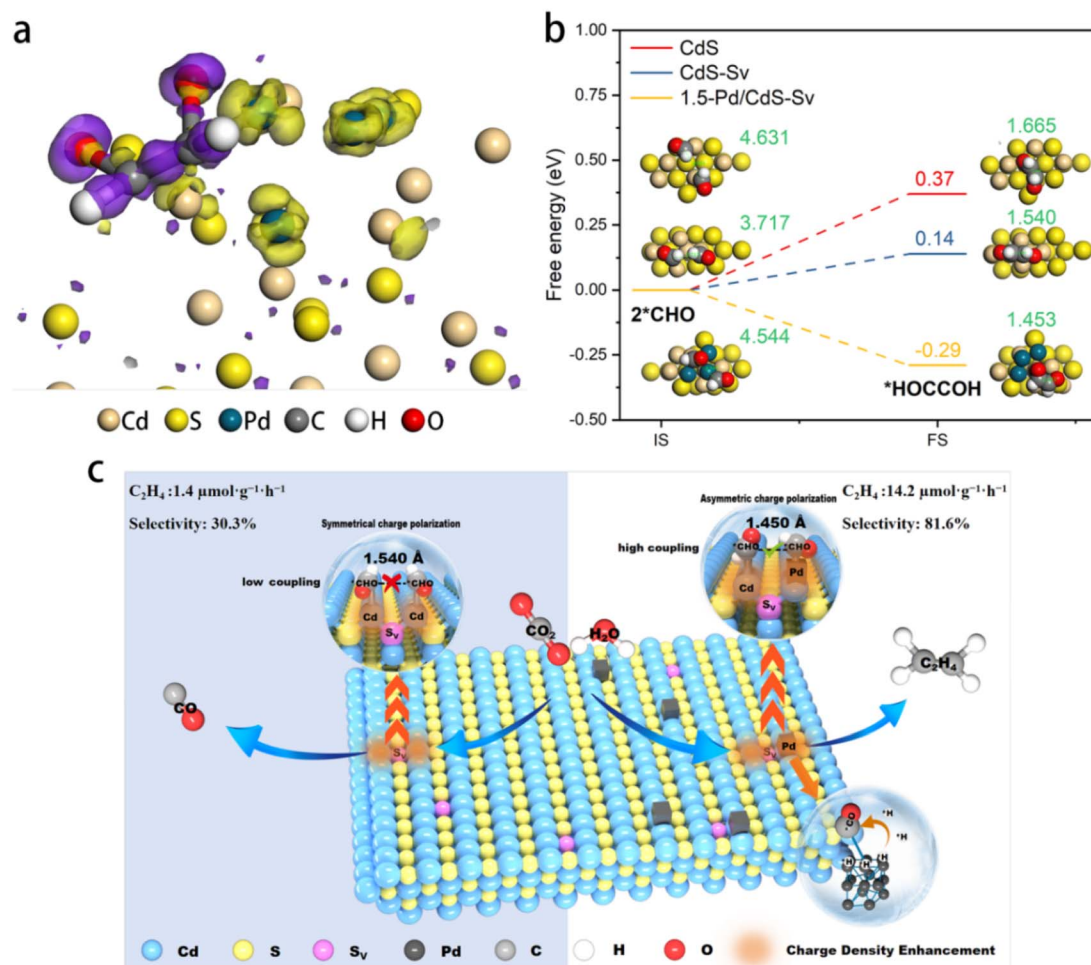 a
Cd S Pd C H O
b
CdS
CdS-Sv
1.5-Pd/CdS-Sv
1.00
0.75
0.50
0.25
0.00
-0.25
-0.50
Free energy (eV)
4.631
1.665
0.37
3.717
1.540
0.14
2*CHO
4.544
1.453
-0.29
*HOCCOH
IS
FS
c
C₂H₄ :1.4 μmol·g⁻¹·h⁻¹
Selectivity: 30.3%
Symmetrical charge polarization
1.540 Å
low coupling
*CHO *CHO
Cd Cd
Sᵥ
C₂H₄ :14.2 μmol·g⁻¹·h⁻¹
Selectivity: 81.6%
Asymmetric charge polarization
1.450 Å
high coupling
*CHO *CHO
Cd Pd
Sᵥ
CO₂
H₂O
C₂H₄
CO
Sᵥ
Sᵥ Pd
CO
*H
*H
*H H *H
Cd S Sᵥ Pd C H O Charge Density Enhancement